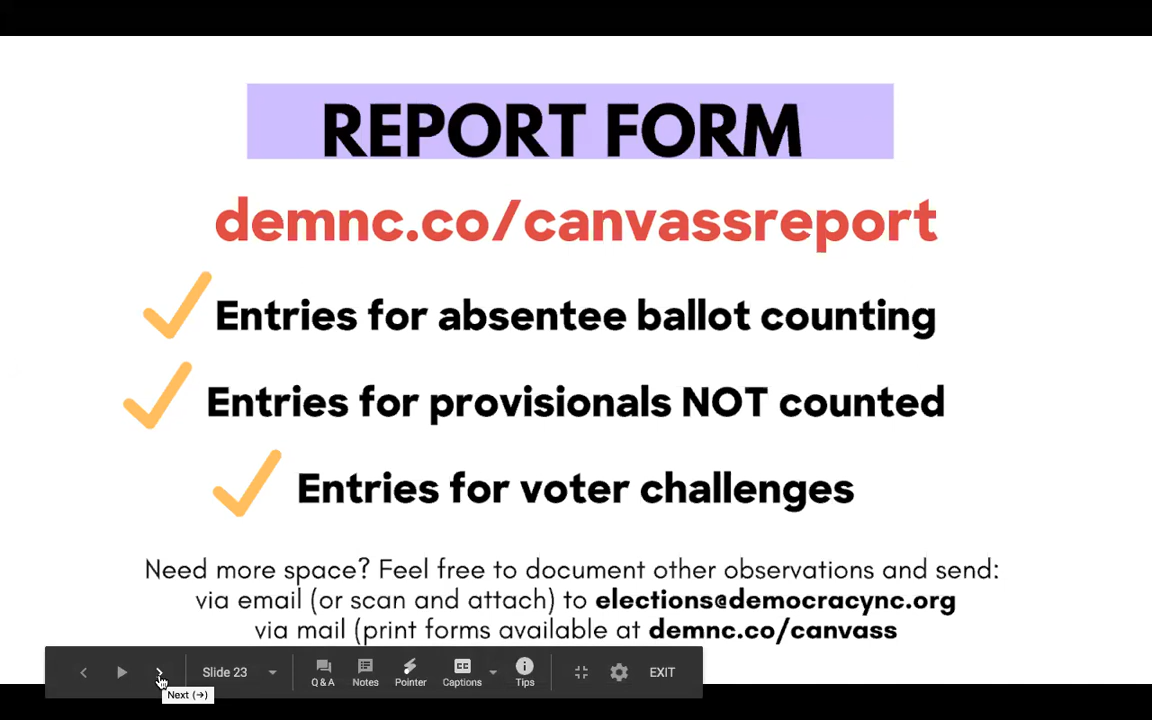 REPORT FORM
demnc.co/canvassreport
Entries for absentee ballot counting
Entries for provisionals NOT counted
Entries for voter challenges
Need more space? Feel free to document other observations and send:
via email (or scan and attach) to elections@democracync.org
via mail (print forms available at demnc.co/canvass
Slide 23
Q&A
Notes
Pointer
CC
Captions
Tips
EXIT
Next (→)